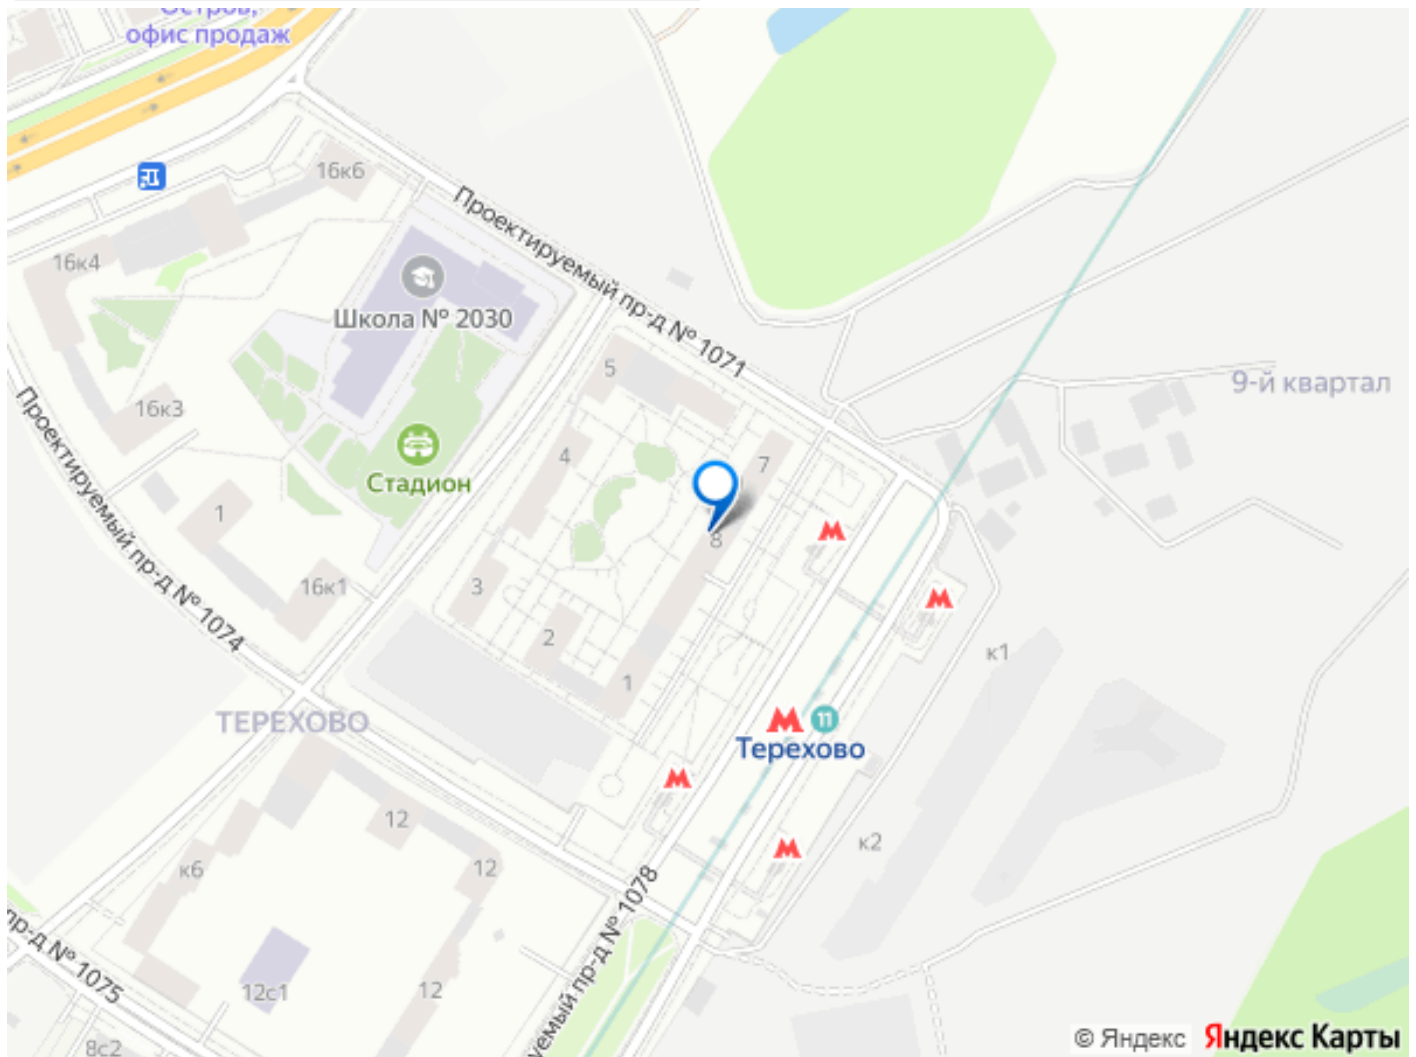 Остров,
офис продаж
16к6
Проектируемый пр-д № 1071
16к4
Школа № 2030
5
9-й квартал
16к3
Проектируемый пр-д № 1074
4
7
Стадион
1
8
16к1
3
2
к1
1
ТЕРЕХОВО
11
Терехово
12
к2
к6
12
пр-д № 1078
пр-д № 1075
12с1
12
8с2
© Яндекс Яндекс Карты